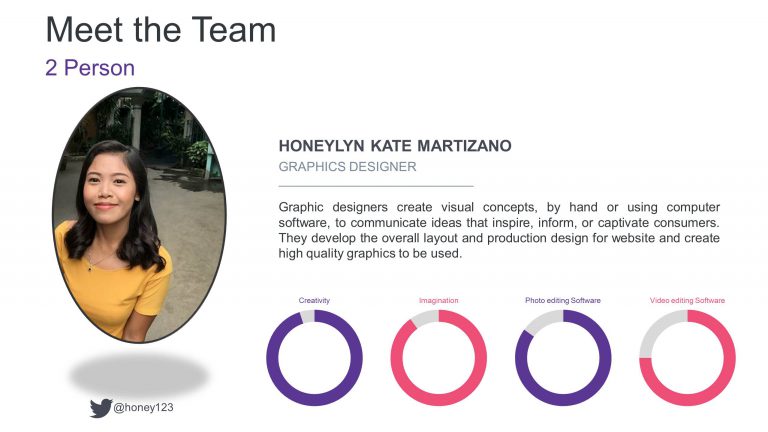 Meet the Team
2 Person
HONEYLYN KATE MARTIZANO
GRAPHICS DESIGNER
Graphic designers create visual concepts, by hand or using computer
software, to communicate ideas that inspire, inform, or captivate consumers.
They develop the overall layout and production design for website and create
high quality graphics to be used.
Creativity
Imagination
Photo editing Software
Video editing Software
@honey123